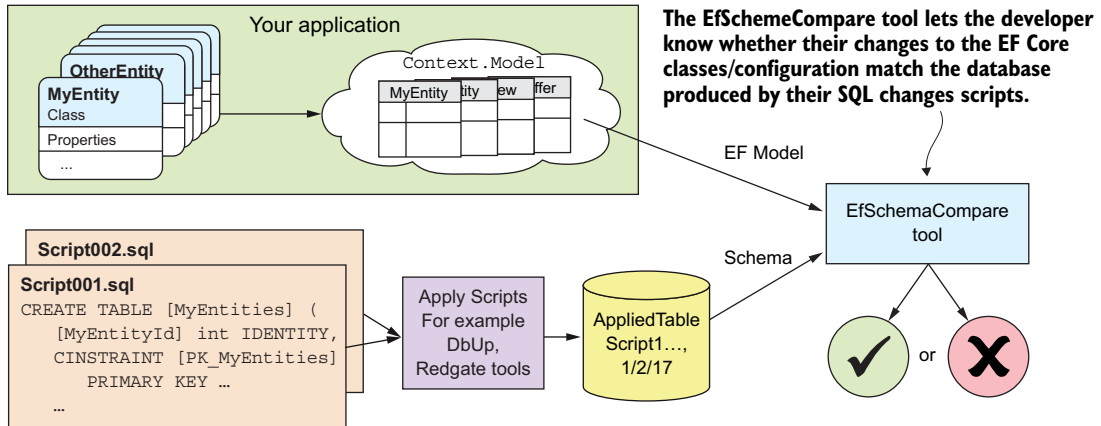 Your application
OtherEntity
MyEntity
Class
Properties
...
Context.Model
MyEntity
tity
ew
ffer
The EfSchemeCompare tool lets the developer
know whether their changes to the EF Core
classes/configuration match the database
produced by their SQL changes scripts.
EF Model
EfSchemaCompare
tool
Schema
Script002.sql
Script001.sql
CREATE TABLE [MyEntities] (
[MyEntityId] int IDENTITY,
CINSTRAINT [PK_MyEntities]
PRIMARY KEY …
…
Apply Scripts
For example
DbUp,
Redgate tools
AppliedTable
Script1…,
1/2/17
or